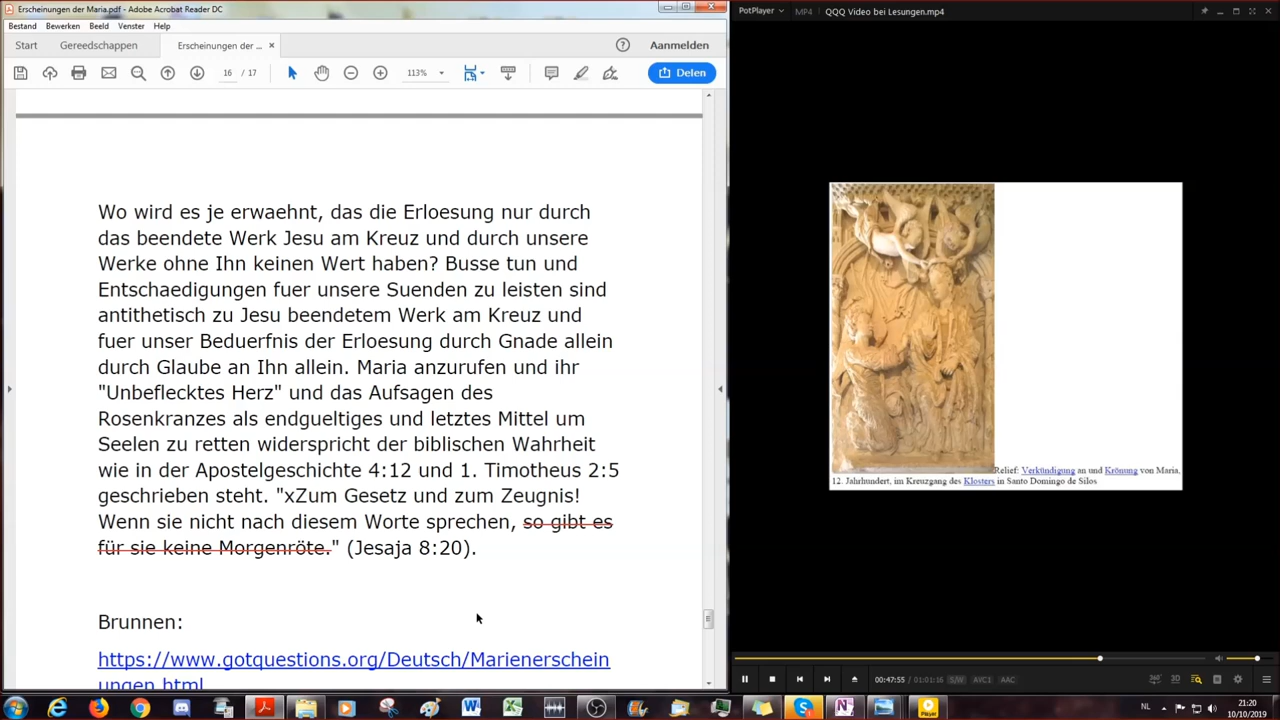 Erscheinungen der Maria.pdf - Adobe Acrobat Reader DC
Bestand Bewerken Beeld Venster Help
Start Gereedschappen Erscheinungen der ... × Aanmelden
16 / 17 113% Delen
Wo wird es je erwaehnt, das die Erloesung nur durch
das beendete Werk Jesu am Kreuz und durch unsere
Werke ohne Ihn keinen Wert haben? Busse tun und
Entschaedigungen fuer unsere Suenden zu leisten sind
antithetisch zu Jesu beendetem Werk am Kreuz und
fuer unser Beduerfnis der Erloesung durch Gnade allein
durch Glaube an Ihn allein. Maria anzurufen und ihr
"Unbeflecktes Herz" und das Aufsagen des
Rosenkranzes als endgueltiges und letztes Mittel um
Seelen zu retten widerspricht der biblischen Wahrheit
wie in der Apostelgeschichte 4:12 und 1. Timotheus 2:5
geschrieben steht. "xZum Gesetz und zum Zeugnis!
Wenn sie nicht nach diesem Worte sprechen, so gibt es
für sie keine Morgenröte." (Jesaja 8:20).
Brunnen:
https://www.gotquestions.org/Deutsch/Marienerschein
ungen.html
PotPlayer MP4 QQQ Video bei Lesungen.mp4
Relief: Verkündigung an und Krönung von Maria,
12. Jahrhundert, im Kreuzgang des Klosters in Santo Domingo de Silos
00:47:55 / 01:01:16 S/W AVC1 AAC
360° 3D
NL 21:20
10/10/2019